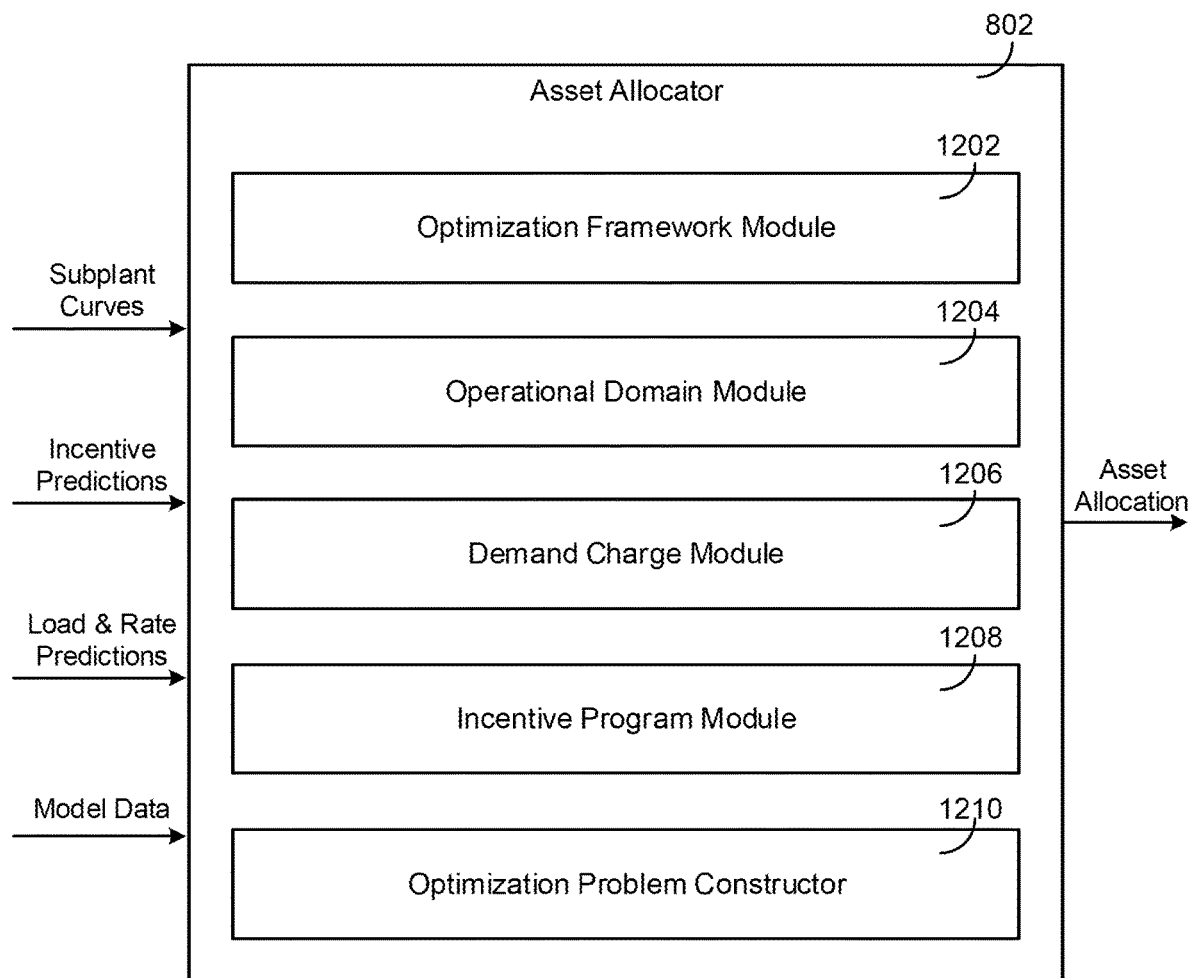 802
Asset Allocator
1202
Optimization Framework Module
Subplant
Curves
1204
Operational Domain Module
Incentive
Predictions
1206
Demand Charge Module
Asset
Allocation
Load & Rate
Predictions
1208
Incentive Program Module
Model Data
1210
Optimization Problem Constructor